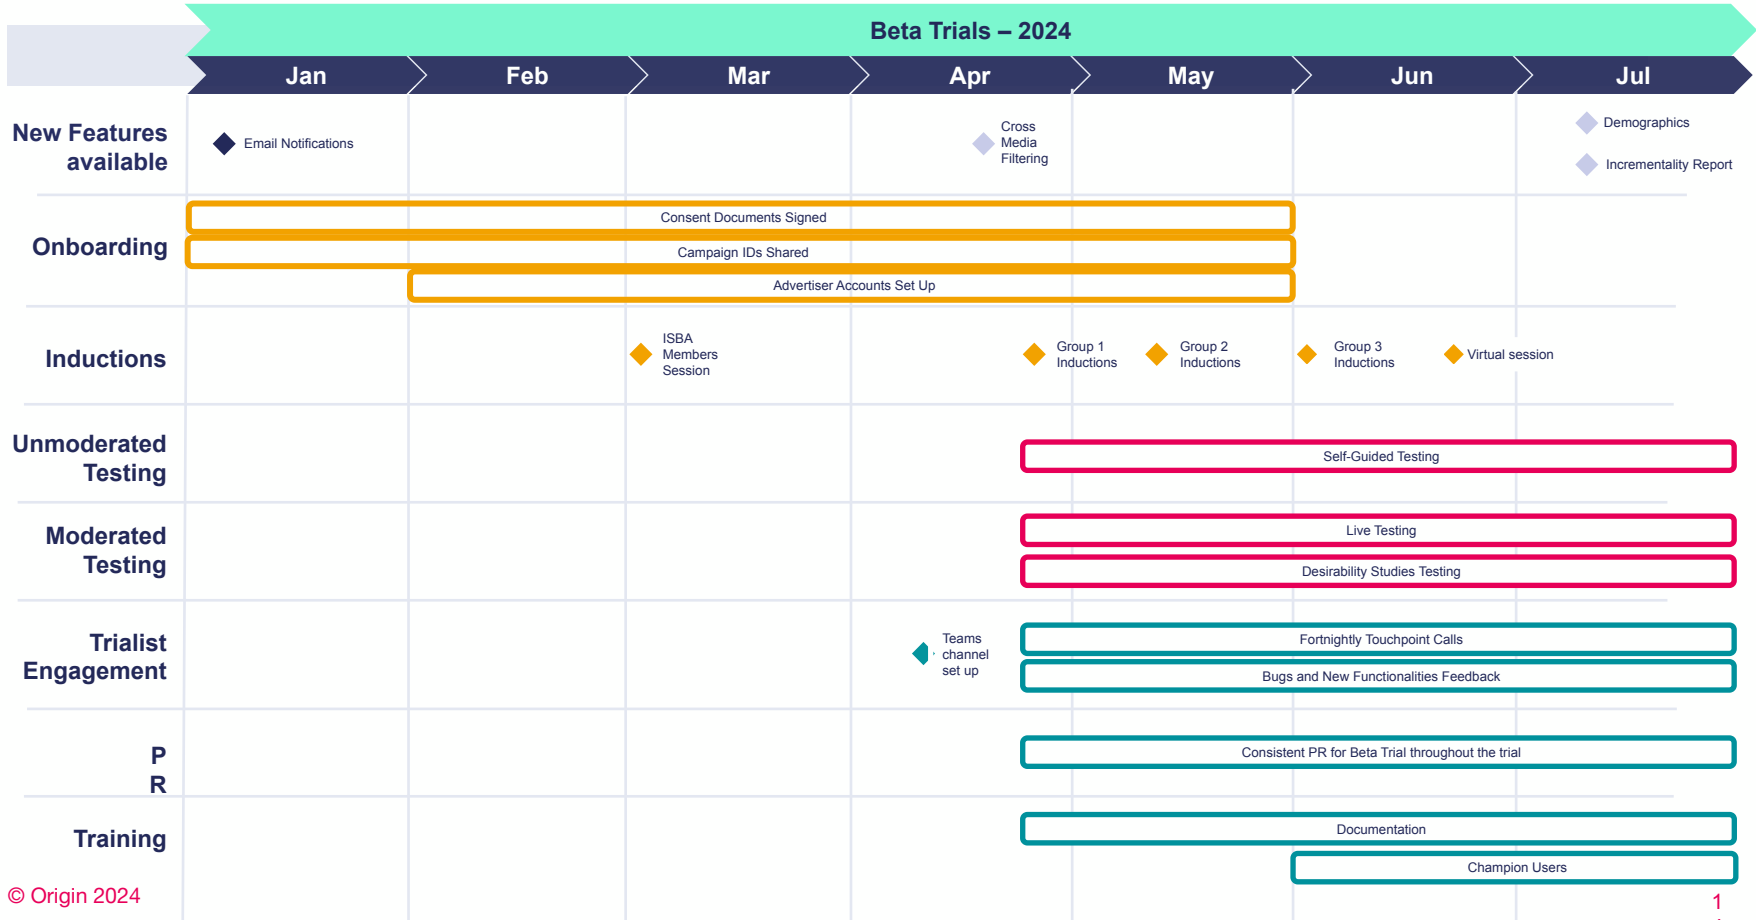 Beta Trials – 2024
Jan
Feb
Mar
Apr
May
Jun
Jul
New Features
available
Email Notifications
Cross
Media
Filtering
Demographics
Incrementality Report
Onboarding
Consent Documents Signed
Campaign IDs Shared
Advertiser Accounts Set Up
Inductions
ISBA
Members
Session
Group 1
Inductions
Group 2
Inductions
Group 3
Inductions
Virtual session
Unmoderated
Testing
Self-Guided Testing
Moderated
Testing
Live Testing
Desirability Studies Testing
Trialist
Engagement
Teams
channel
set up
Fortnightly Touchpoint Calls
Bugs and New Functionalities Feedback
P
R
Consistent PR for Beta Trial throughout the trial
Training
Documentation
Champion Users
© Origin 2024
1